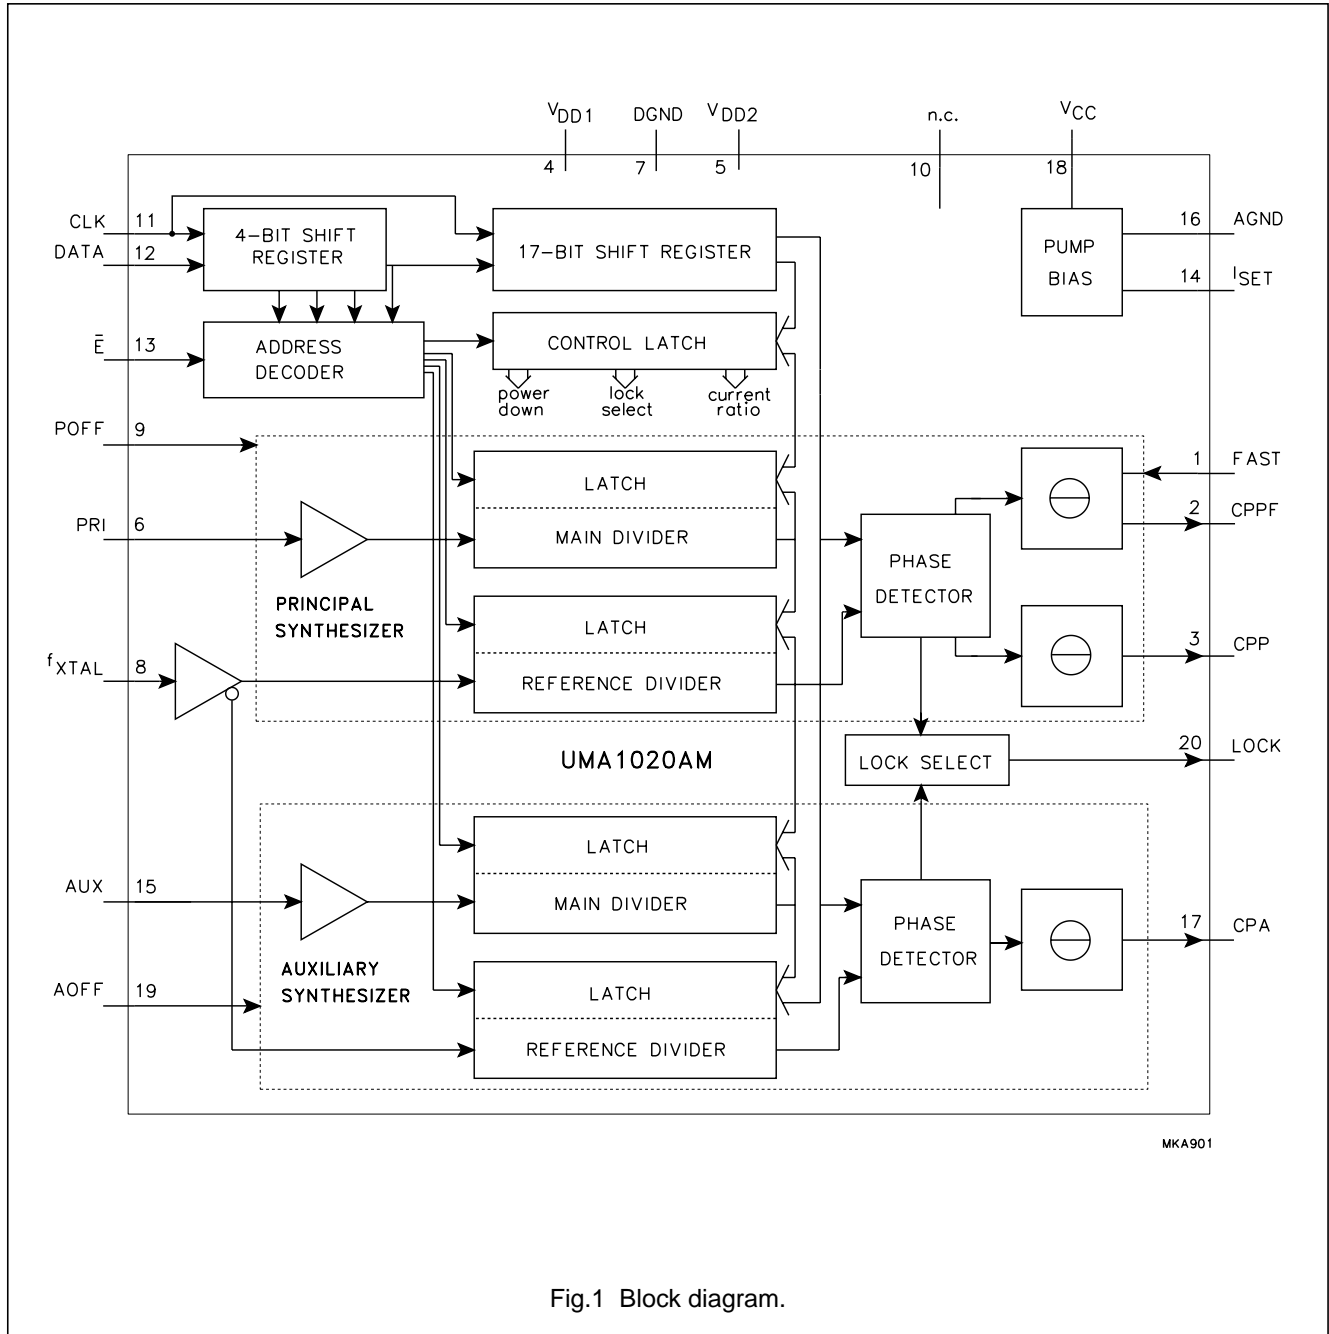 VDD1 DGND VDD2 n.c. VCC
4 7 5 10 18
CLK 11
DATA 12
4-BIT SHIFT
REGISTER
17-BIT SHIFT REGISTER
PUMP
BIAS
16 AGND
14 ISET
Ē 13
ADDRESS
DECODER
CONTROL LATCH
power
down
lock
select
current
ratio
POFF 9
LATCH
MAIN DIVIDER
PRI 6
PRINCIPAL
SYNTHESIZER
LATCH
REFERENCE DIVIDER
fXTAL 8
PHASE
DETECTOR
1 FAST
2 CPPF
3 CPP
UMA1020AM
LOCK SELECT
20 LOCK
LATCH
MAIN DIVIDER
AUX 15
AUXILIARY
SYNTHESIZER
AOFF 19
LATCH
REFERENCE DIVIDER
PHASE
DETECTOR
17 CPA
MKA901
Fig.1 Block diagram.